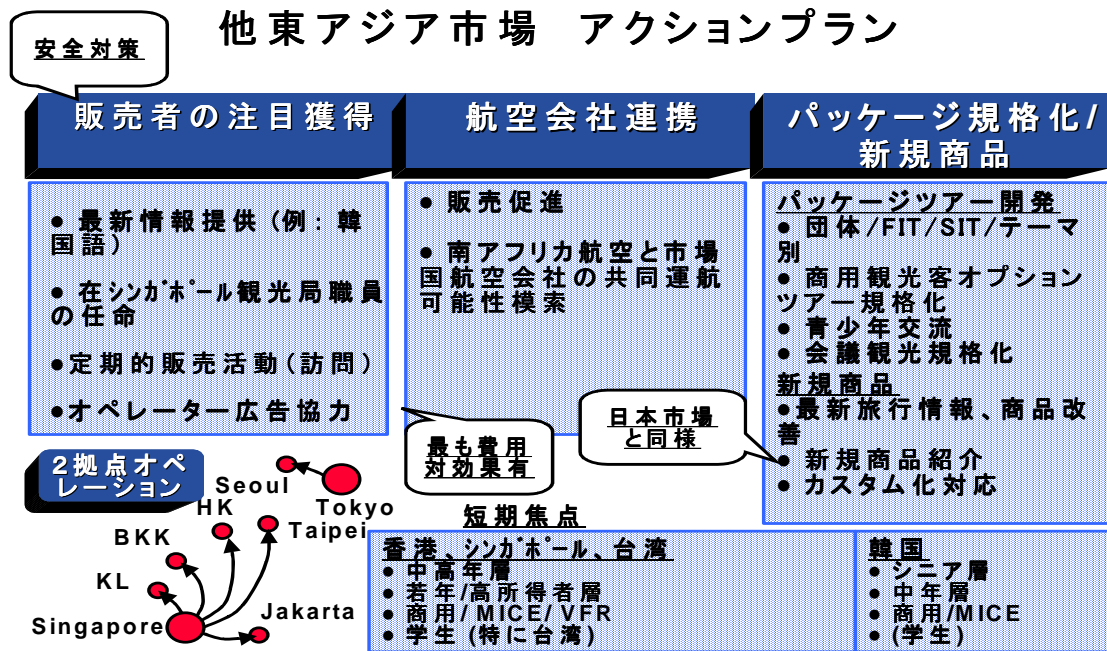 他東アジア市場 アクションプラン
安全対策
販売者の注目獲得
● 最新情報提供（例：韓
国語）
● 在ｼﾝｶﾞﾎﾟｰﾙ観光局職員
の任命
●定期的販売活動（訪問）
●オペレーター広告協力
航空会社連携
● 販売促進
● 南アフリカ航空と市場
国航空会社の共同運航
可能性模索
パッケージ規格化/
新規商品
パッケージツアー開発
● 団体/FIT/SIT/テーマ
別
● 商用観光客オプション
ツアー規格化
● 青少年交流
● 会議観光規格化
新規商品
●最新旅行情報、商品改
善
● 新規商品紹介
● カスタム化対応
最も費用
対効果有
日本市場
と同様
２拠点オペ
レーション
Seoul
Tokyo
HK
Taipei
BKK
KL
Singapore
Jakarta
短期焦点
香港、ｼﾝｶﾞﾎﾟｰﾙ、台湾
● 中高年層
● 若年/高所得者層
● 商用/ MICE/ VFR
● 学生 (特に台湾)
韓国
● シニア層
● 中年層
● 商用/MICE
● (学生)